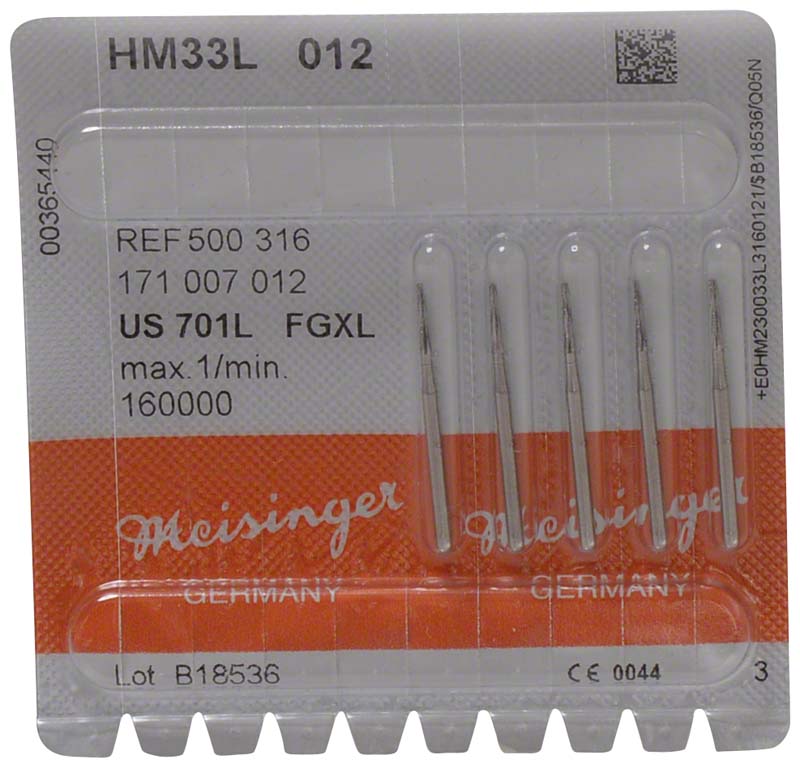 HM33L 012
00365440
REF 500 316
171 007 012
US 701L FGXL
max.1/min.
160000
+E0HM230033L3160121/$B18536/Q05N
Meisinger Meisinger
GERMANY GERMANY
Lot B18536
CE 0044
3